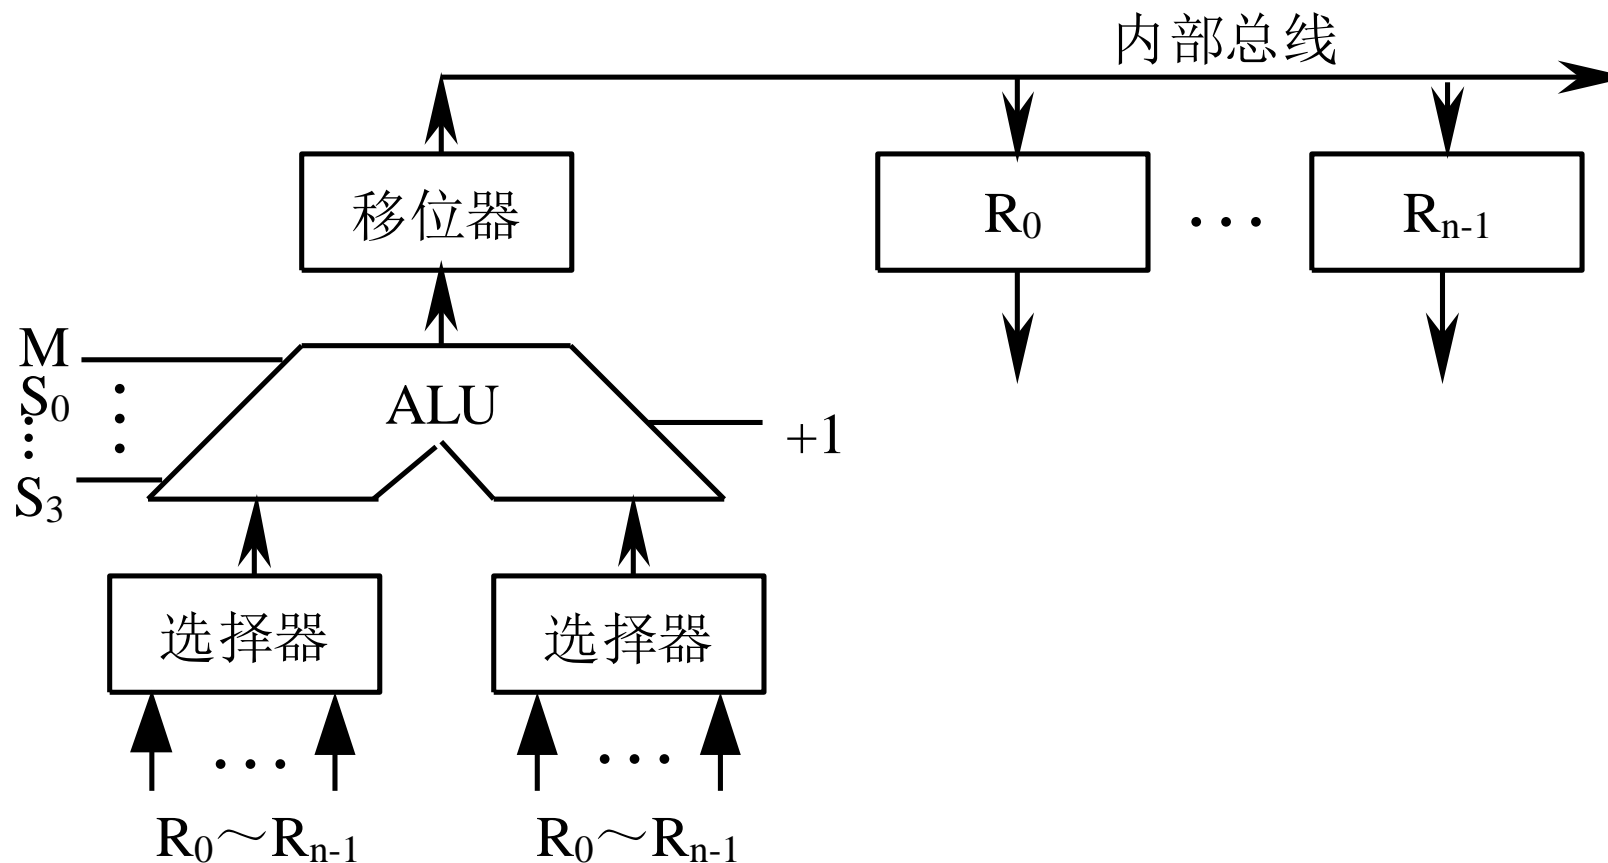 内部总线
移位器
R₀ ··· Rₙ₋₁
M
S₀
⋮
S₃
ALU
+1
选择器 选择器
··· ···
R₀～Rₙ₋₁ R₀～Rₙ₋₁